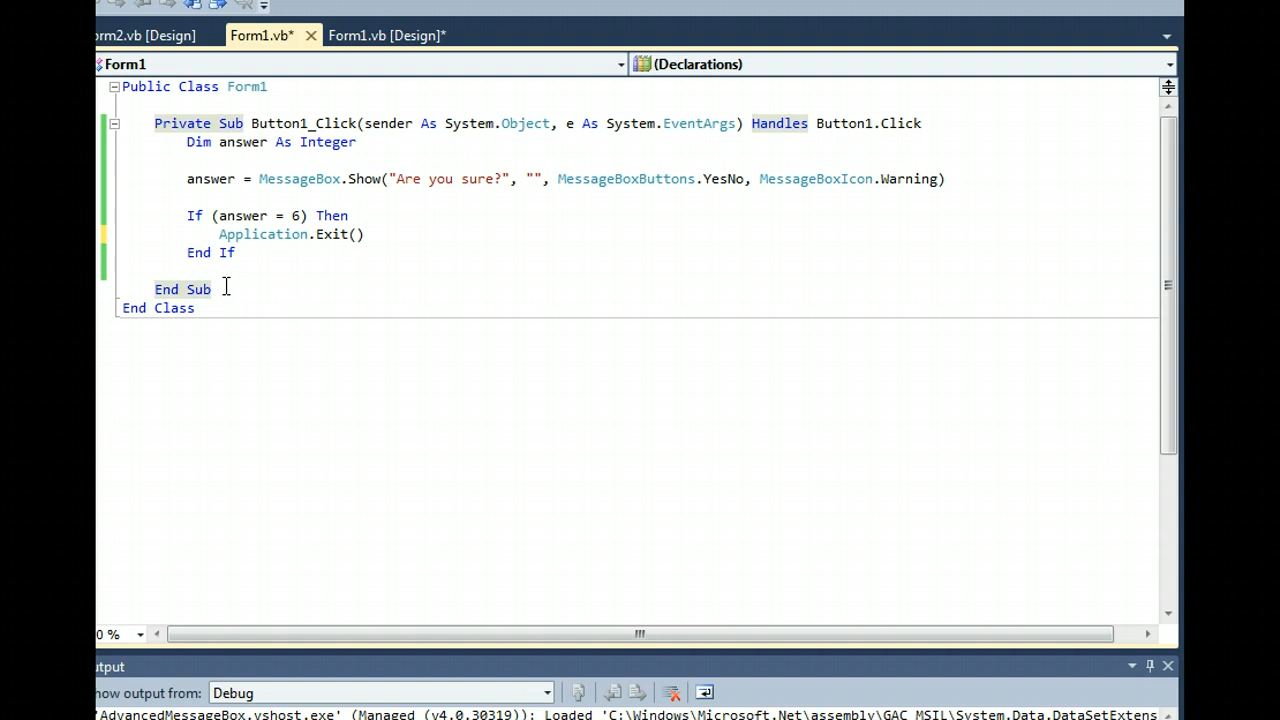 orm2.vb [Design] Form1.vb* Form1.vb [Design]*
Form1 (Declarations)
Public Class Form1
Private Sub Button1_Click(sender As System.Object, e As System.EventArgs) Handles Button1.Click
Dim answer As Integer
answer = MessageBox.Show("Are you sure?", "", MessageBoxButtons.YesNo, MessageBoxIcon.Warning)
If (answer = 6) Then
Application.Exit()
End If
End Sub
End Class
0 %
utput
how output from: Debug
'AdvancedMessageBox.vshost.exe' (Managed (v4.0.30319)): Loaded 'C:\Windows\Microsoft.Net\assembly\GAC_MSIL\System.Data.DataSetExtens